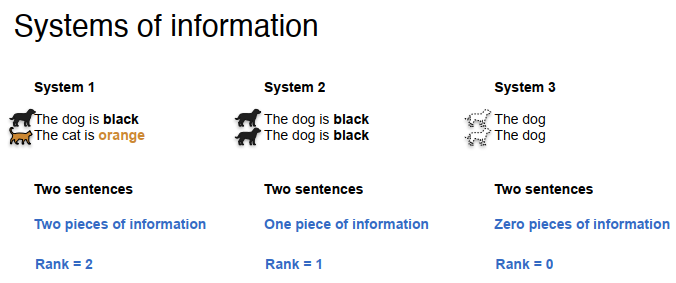 Systems of information
System 1
The dog is black
The cat is orange
Two sentences
Two pieces of information
Rank = 2
System 2
The dog is black
The dog is black
Two sentences
One piece of information
Rank = 1
System 3
The dog
The dog
Two sentences
Zero pieces of information
Rank = 0